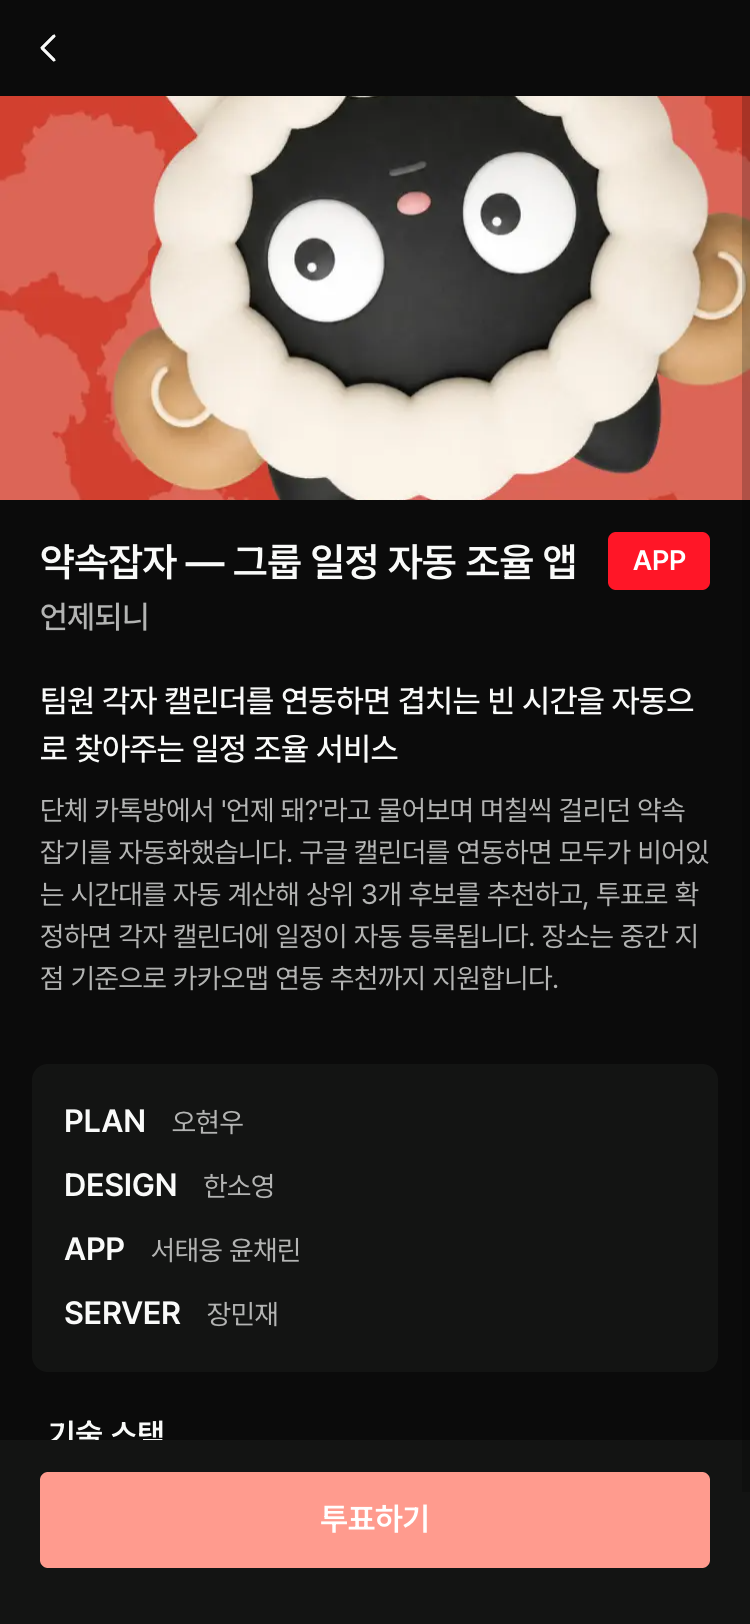 약속잡자 — 그룹 일정 자동 조율 앱 APP
언제되니
팀원 각자 캘린더를 연동하면 겹치는 빈 시간을 자동으
로 찾아주는 일정 조율 서비스
단체 카톡방에서 '언제 돼?'라고 물어보며 며칠씩 걸리던 약속
잡기를 자동화했습니다. 구글 캘린더를 연동하면 모두가 비어있
는 시간대를 자동 계산해 상위 3개 후보를 추천하고, 투표로 확
정하면 각자 캘린더에 일정이 자동 등록됩니다. 장소는 중간 지
점 기준으로 카카오맵 연동 추천까지 지원합니다.
PLAN 오현우
DESIGN 한소영
APP 서태웅 윤채린
SERVER 장민재
기술 스택
투표하기